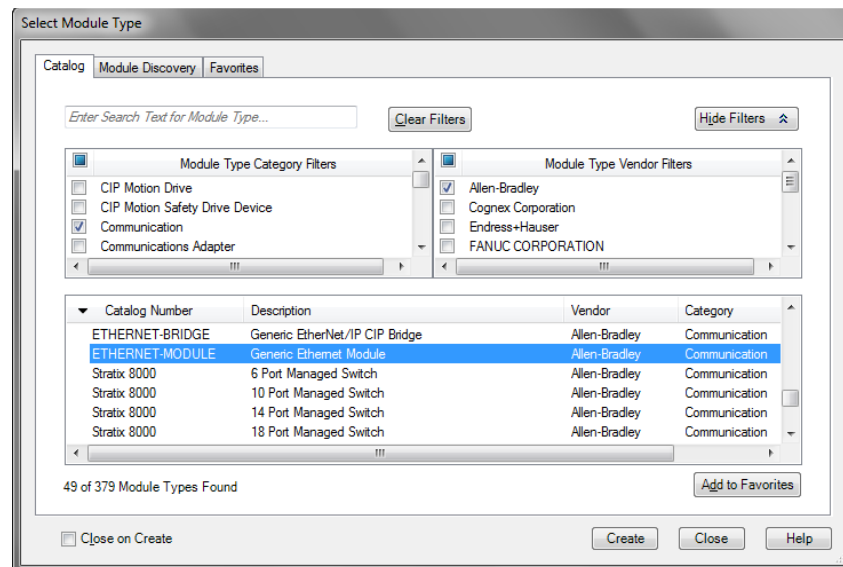 Select Module Type
Catalog Module Discovery Favorites
Enter Search Text for Module Type...
Clear Filters
Hide Filters
Module Type Category Filters
CIP Motion Drive
CIP Motion Safety Drive Device
Communication
Communications Adapter
Module Type Vendor Filters
Allen-Bradley
Cognex Corporation
Endress+Hauser
FANUC CORPORATION
Catalog Number Description Vendor Category
ETHERNET-BRIDGE Generic EtherNet/IP CIP Bridge Allen-Bradley Communication
ETHERNET-MODULE Generic Ethernet Module Allen-Bradley Communication
Stratix 8000 6 Port Managed Switch Allen-Bradley Communication
Stratix 8000 10 Port Managed Switch Allen-Bradley Communication
Stratix 8000 14 Port Managed Switch Allen-Bradley Communication
Stratix 8000 18 Port Managed Switch Allen-Bradley Communication
49 of 379 Module Types Found
Add to Favorites
Close on Create
Create Close Help